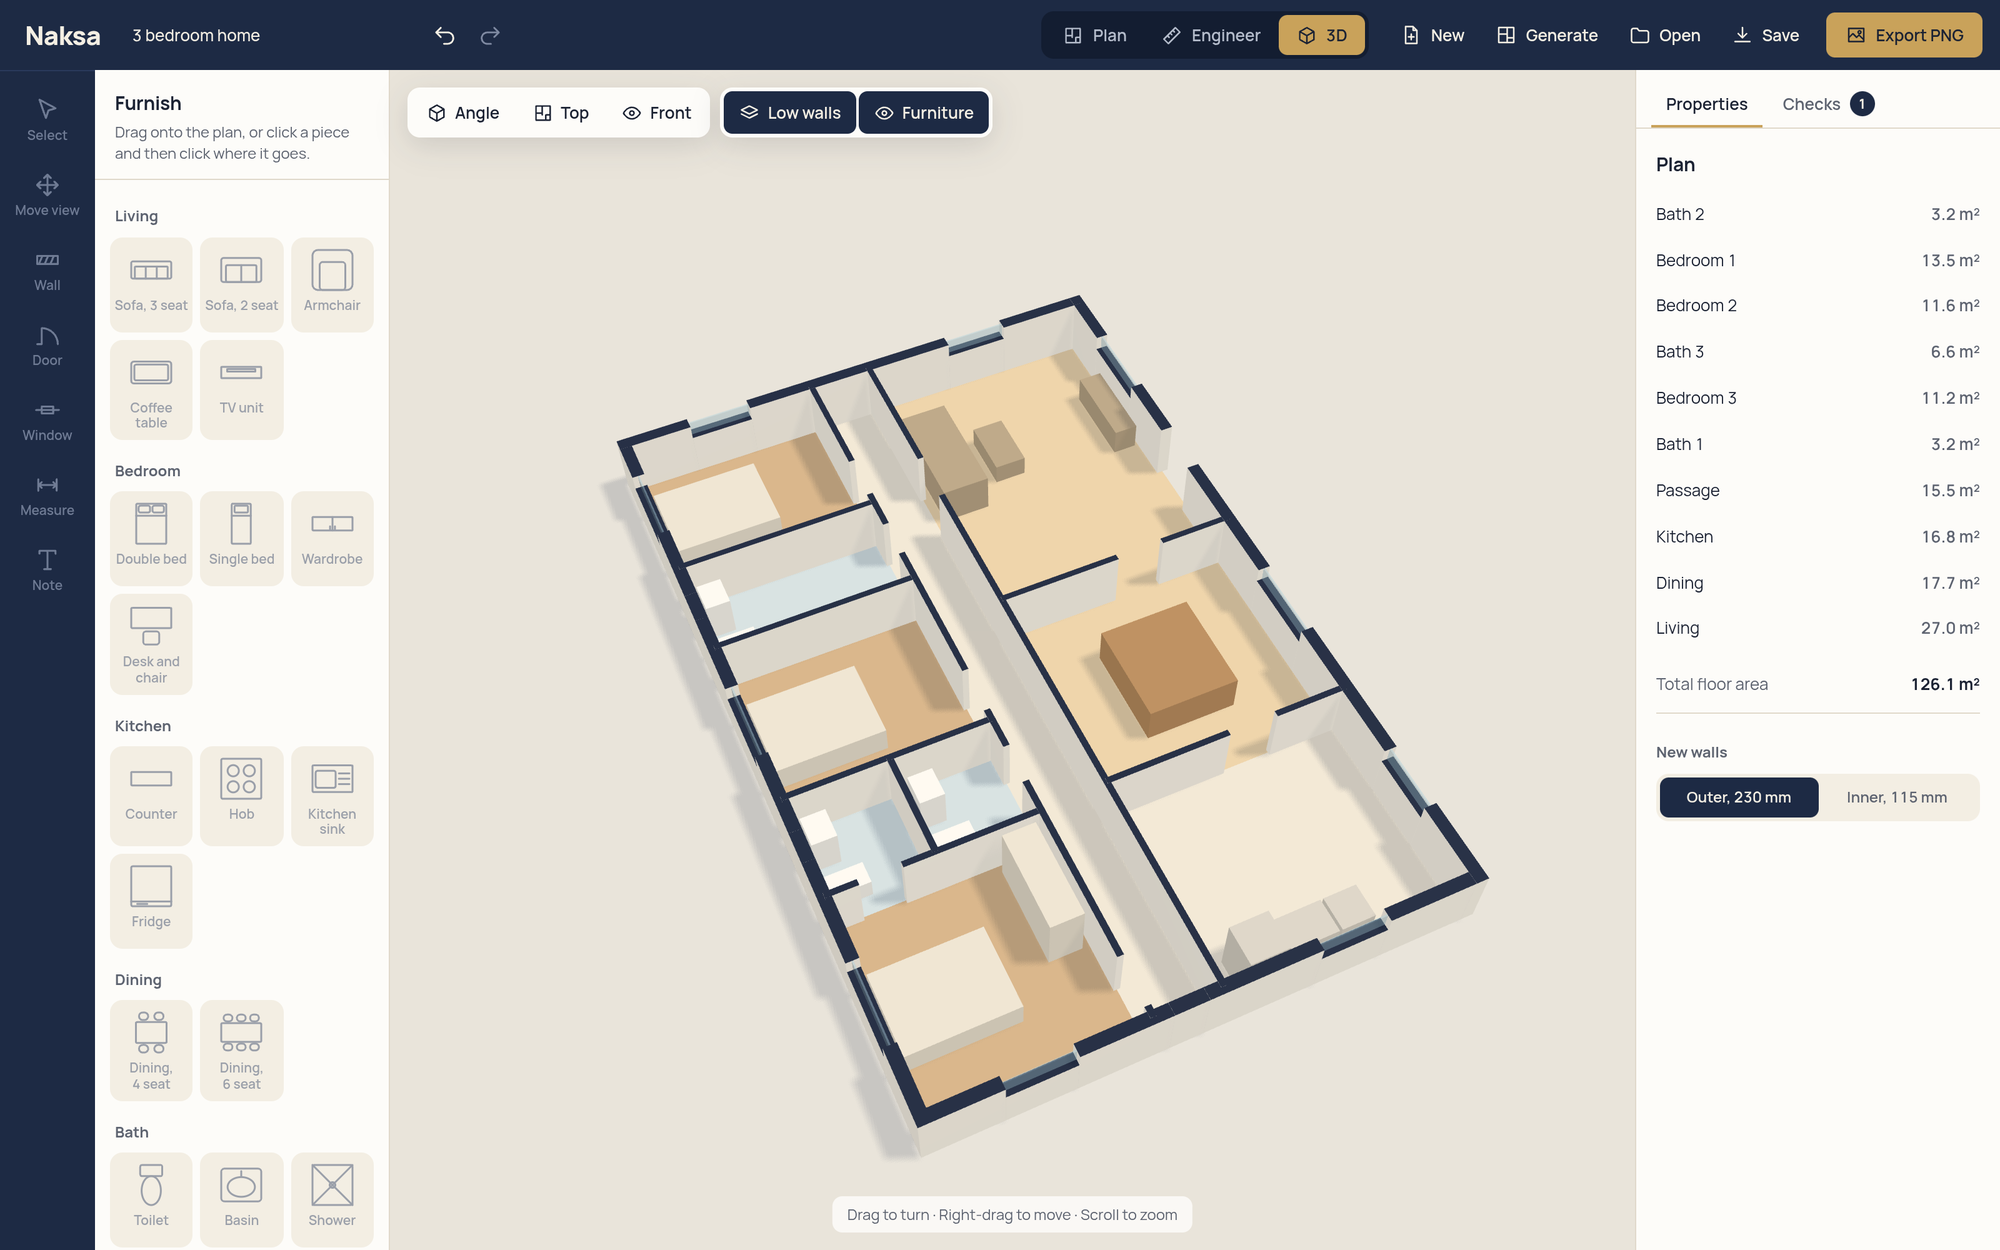 Naksa
3 bedroom home
Plan
Engineer
3D
New
Generate
Open
Save
Export PNG
Select
Move view
Wall
Door
Window
Measure
Note
Furnish
Drag onto the plan, or click a piece
and then click where it goes.
Living
Sofa, 3 seat
Sofa, 2 seat
Armchair
Coffee
table
TV unit
Bedroom
Double bed
Single bed
Wardrobe
Desk and
chair
Kitchen
Counter
Hob
Kitchen
sink
Fridge
Dining
Dining,
4 seat
Dining,
6 seat
Bath
Toilet
Basin
Shower
Angle
Top
Front
Low walls
Furniture
Drag to turn · Right-drag to move · Scroll to zoom
Properties
Checks 1
Plan
Bath 2 3.2 m²
Bedroom 1 13.5 m²
Bedroom 2 11.6 m²
Bath 3 6.6 m²
Bedroom 3 11.2 m²
Bath 1 3.2 m²
Passage 15.5 m²
Kitchen 16.8 m²
Dining 17.7 m²
Living 27.0 m²
Total floor area 126.1 m²
New walls
Outer, 230 mm
Inner, 115 mm